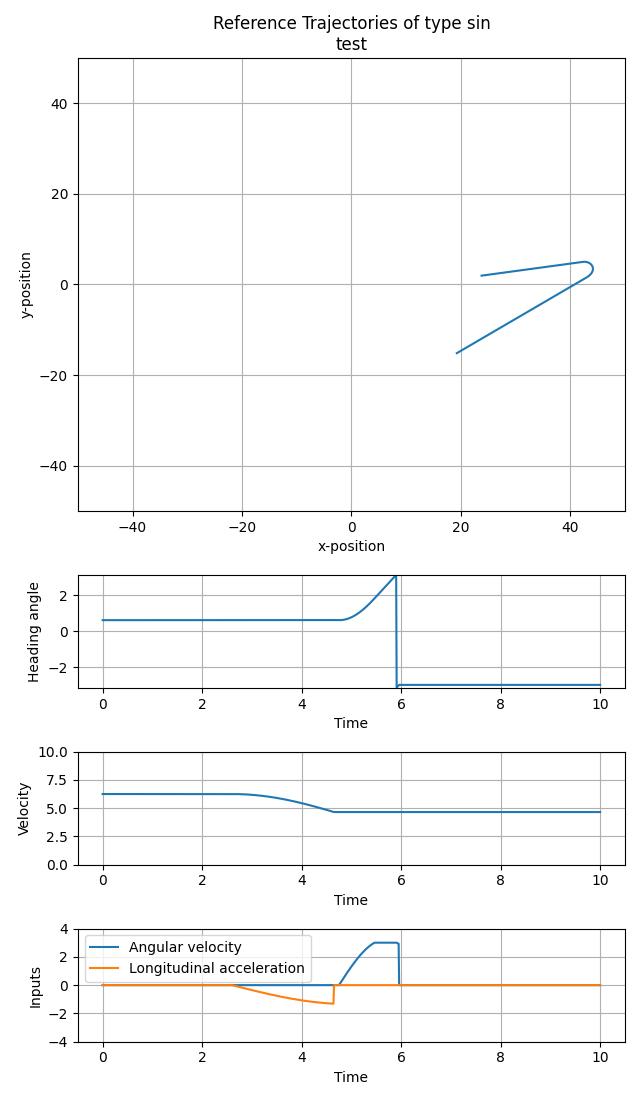 Reference Trajectories of type sin
test
40
20
0
−20
−40
y-position
−40 −20 0 20 40
x-position
2
0
−2
Heading angle
0 2 4 6 8 10
Time
10.0
7.5
5.0
2.5
0.0
Velocity
0 2 4 6 8 10
Time
4
2
0
−2
−4
Inputs
Angular velocity
Longitudinal acceleration
0 2 4 6 8 10
Time